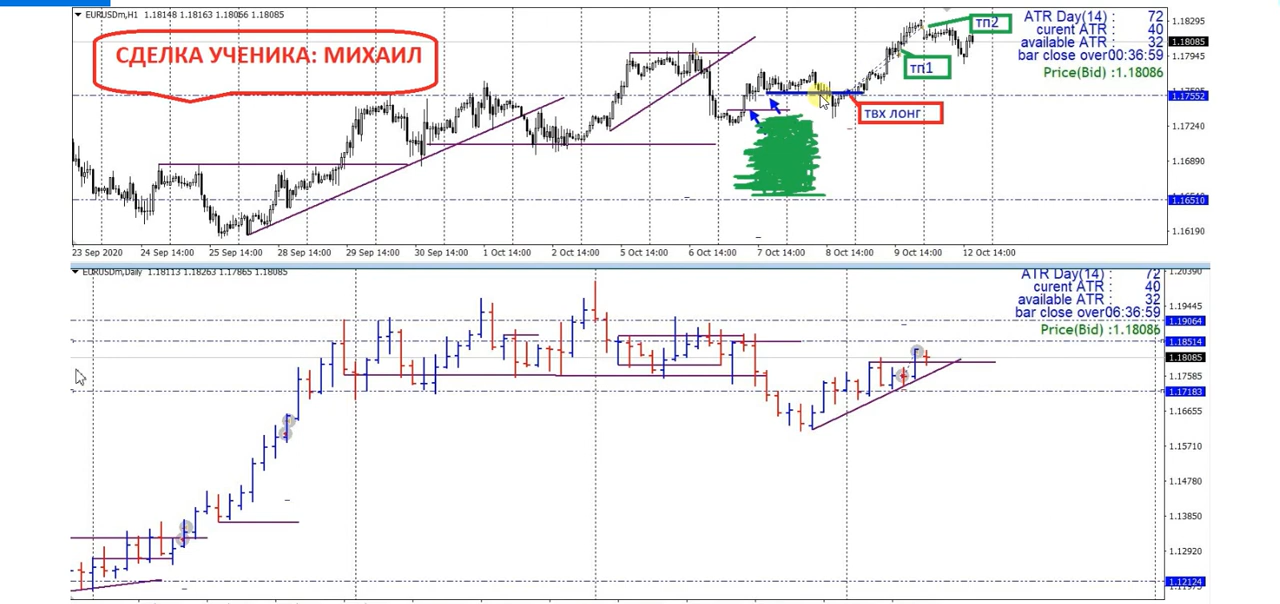 EURUSDm,H1 1.18148 1.18163 1.18066 1.18085
СДЕЛКА УЧЕНИКА: МИХАИЛ
тп2
тп1
твх лонг
ATR Day(14) : 72
curent ATR : 40
available ATR : 32
bar close over00:36:59
Price(Bid) :1.18086
1.18295
1.18085
1.17945
1.17552
1.17240
1.16890
1.16510
1.16190
23 Sep 2020 24 Sep 14:00 25 Sep 14:00 28 Sep 14:00 29 Sep 14:00 30 Sep 14:00 1 Oct 14:00 2 Oct 14:00 5 Oct 14:00 6 Oct 14:00 7 Oct 14:00 8 Oct 14:00 9 Oct 14:00 12 Oct 14:00
EURUSDm,Daily 1.18113 1.18263 1.17865 1.18085
ATR Day(14) : 72
curent ATR : 40
available ATR : 32
bar close over06:36:59
Price(Bid) :1.18086
1.20390
1.19445
1.19064
1.18514
1.18085
1.17585
1.17183
1.16655
1.15710
1.14780
1.13850
1.12920
1.12124